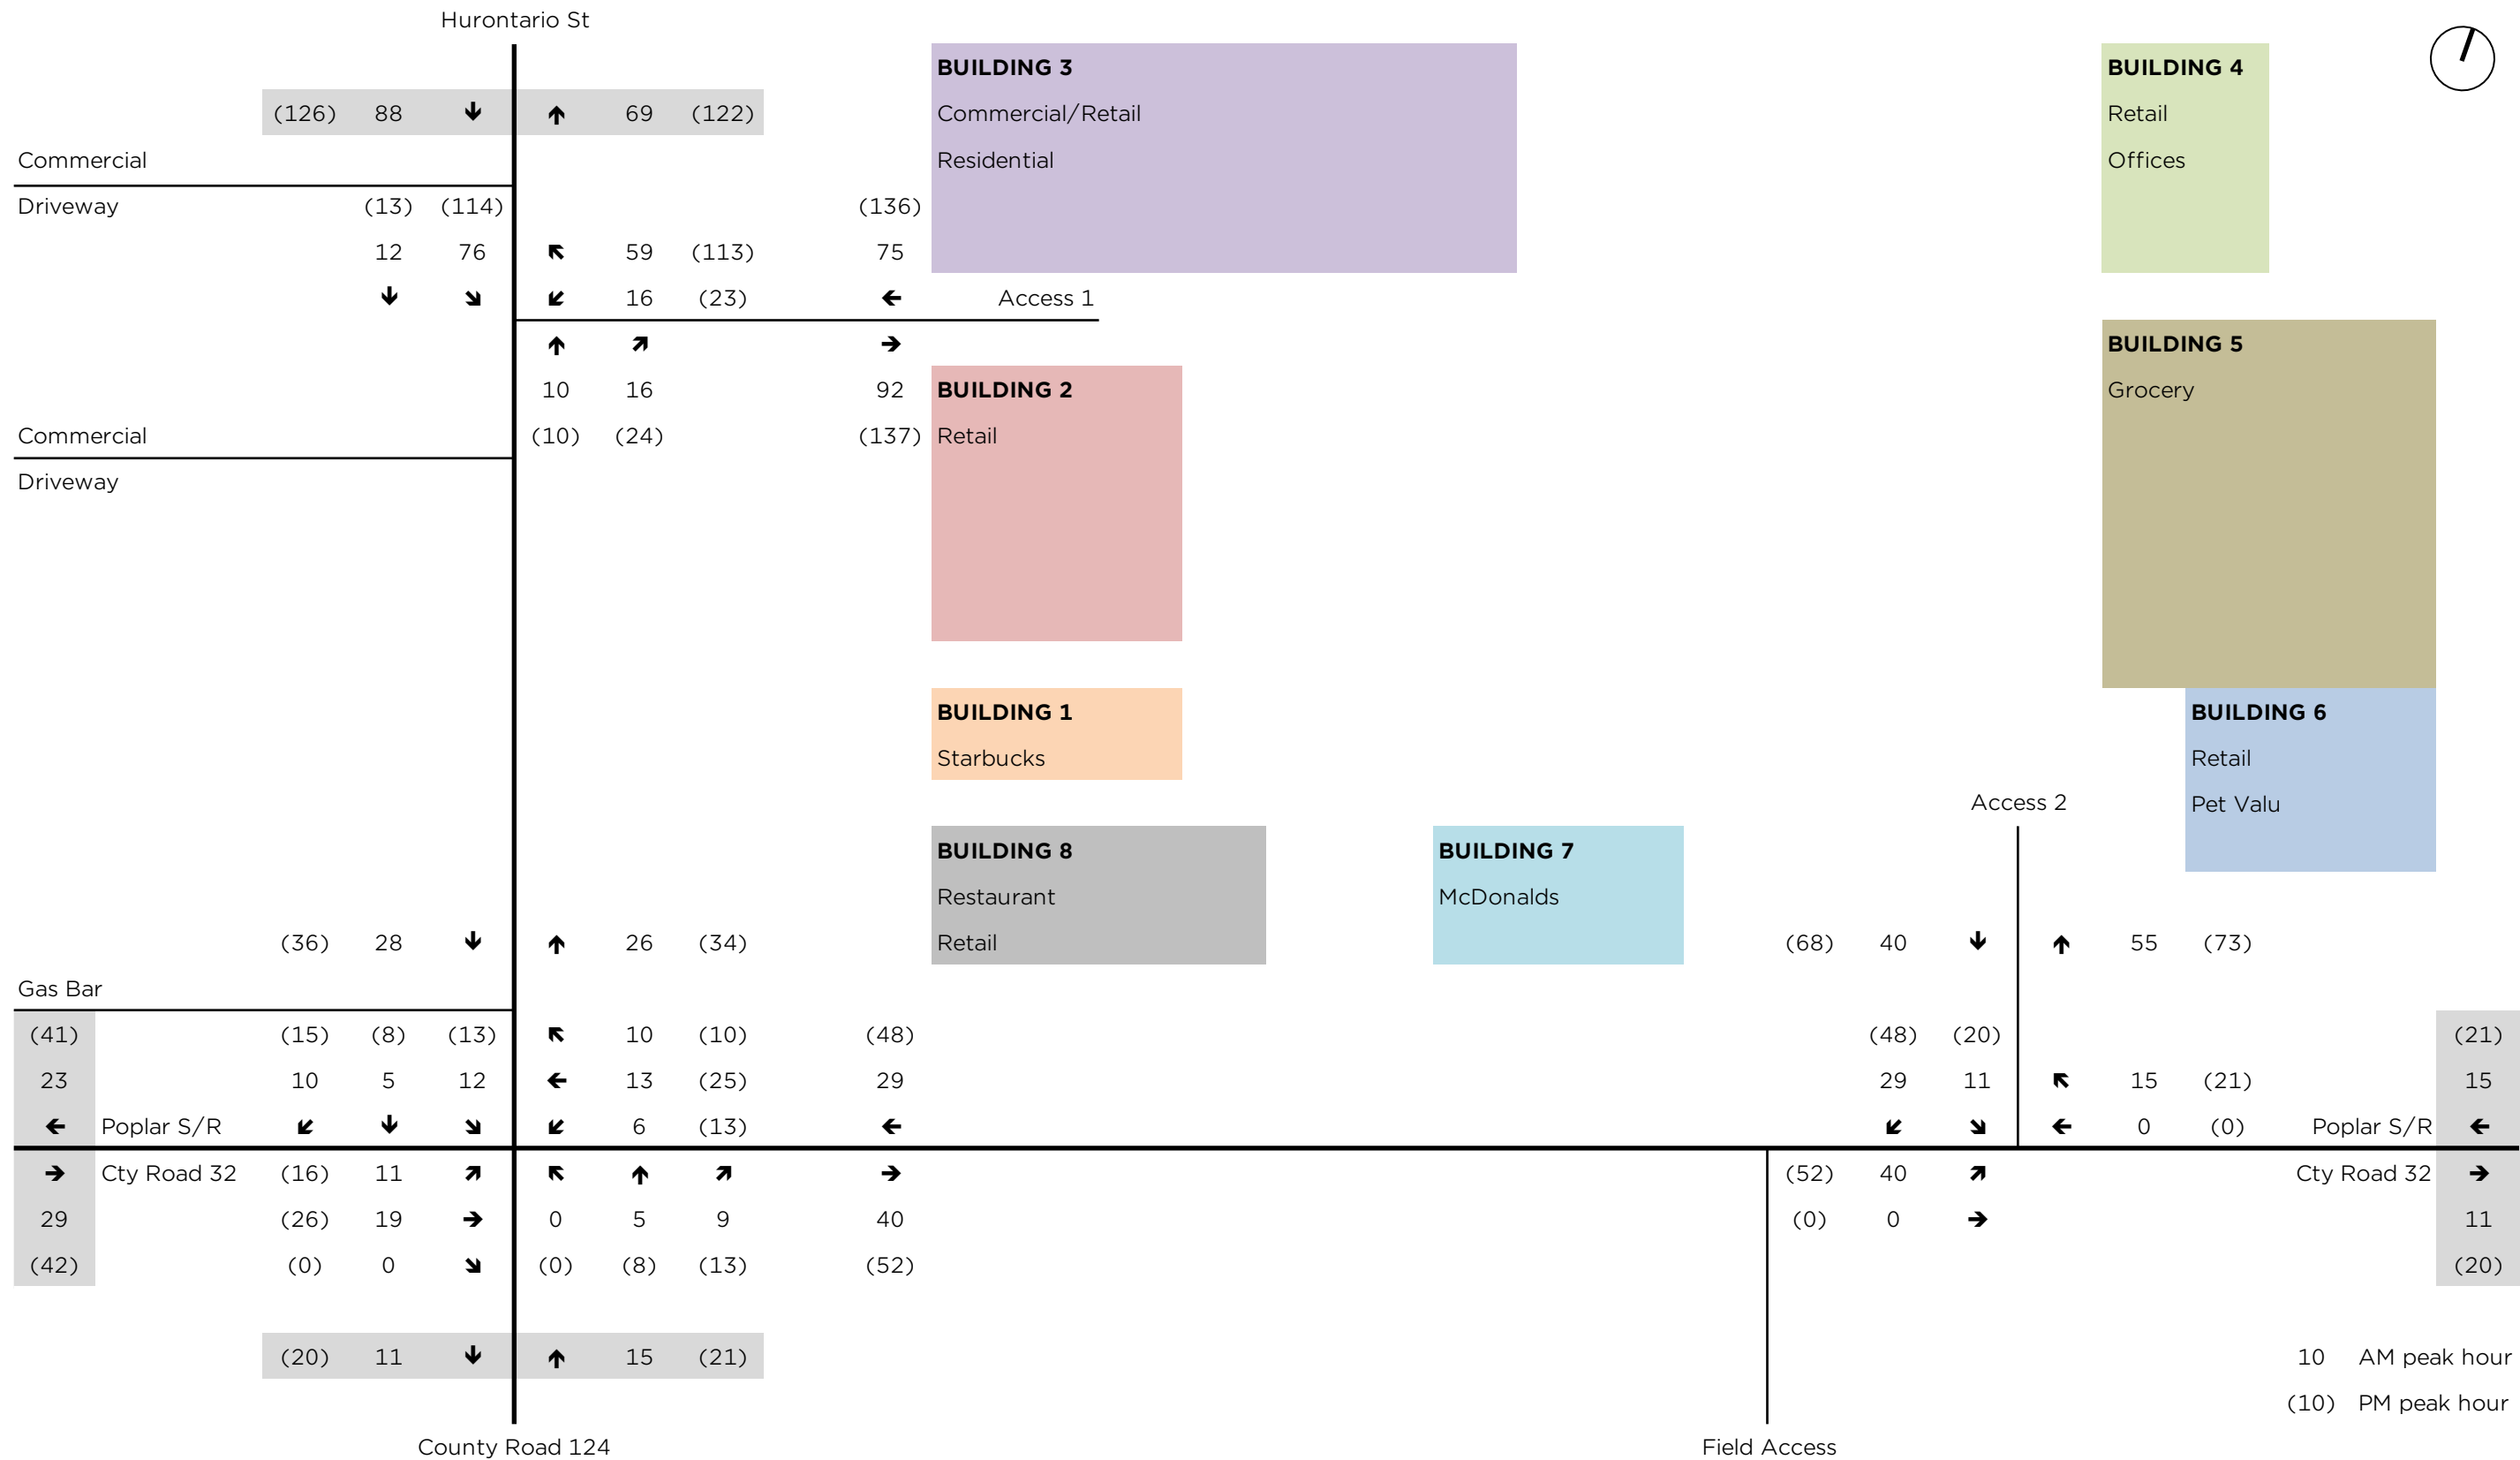 Hurontario St
BUILDING 3 BUILDING 4
(126) 88 ↓ ↑ 69 (122) Commercial/Retail Retail
Commercial Residential Offices
Driveway (13) (114) (136)
12 76 ↖ 59 (113) 75
↓ ↘ ↙ 16 (23) ← Access 1
↑ ↗ → BUILDING 5
10 16 92 BUILDING 2 Grocery
Commercial (10) (24) (137) Retail
Driveway
BUILDING 1 BUILDING 6
Starbucks Retail
Access 2 Pet Valu
BUILDING 8 BUILDING 7
Restaurant McDonalds
(36) 28 ↓ ↑ 26 (34) Retail (68) 40 ↓ ↑ 55 (73)
Gas Bar
(41) (15) (8) (13) ↖ 10 (10) (48) (48) (20) (21)
23 10 5 12 ← 13 (25) 29 29 11 ↖ 15 (21) 15
← Poplar S/R ↙ ↓ ↘ ↙ 6 (13) ← ↙ ↘ ← 0 (0) Poplar S/R ←
→ Cty Road 32 (16) 11 ↗ ↖ ↑ ↗ → (52) 40 ↗ Cty Road 32 →
29 (26) 19 → 0 5 9 40 (0) 0 → 11
(42) (0) 0 ↘ (0) (8) (13) (52) (20)
(20) 11 ↓ ↑ 15 (21) 10 AM peak hour
(10) PM peak hour
County Road 124 Field Access